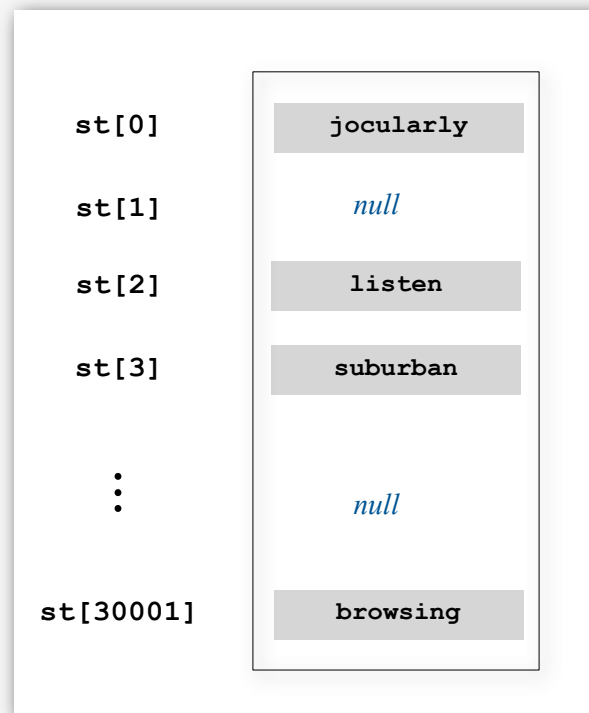 st[0] jocularly
st[1] null
st[2] listen
st[3] suburban
⋮ null
st[30001] browsing